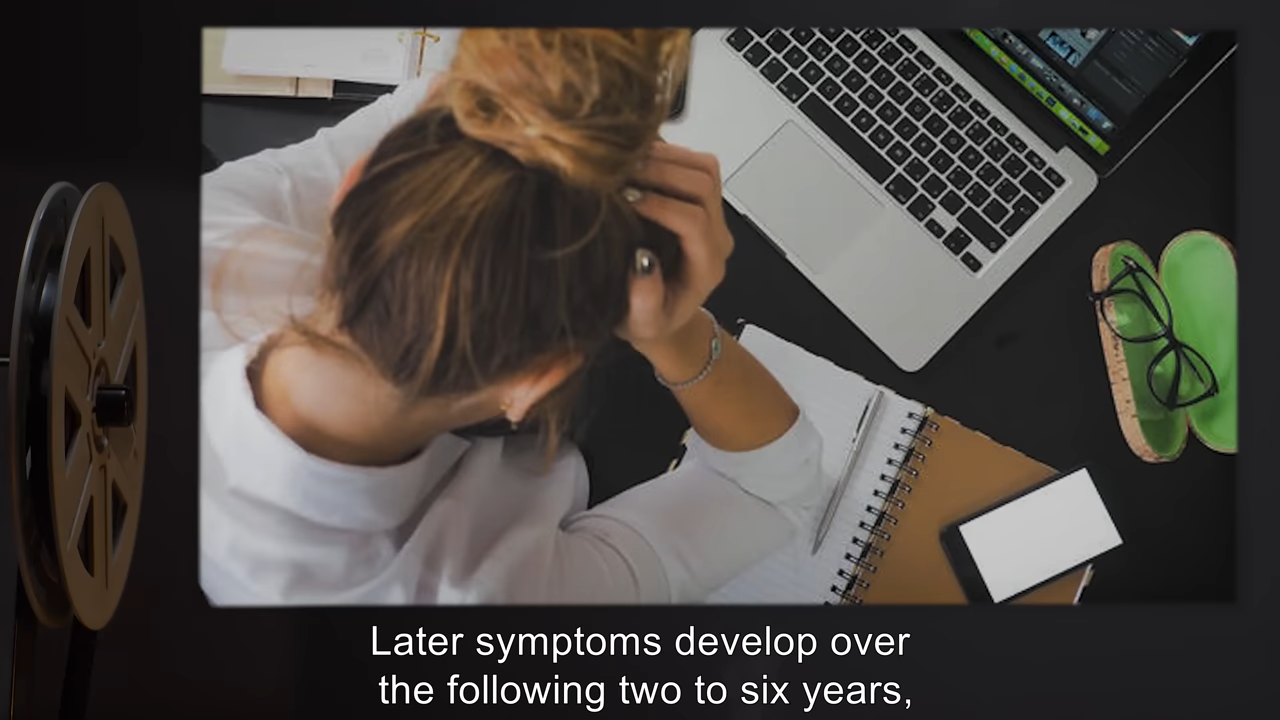 Later symptoms develop over
the following two to six years,